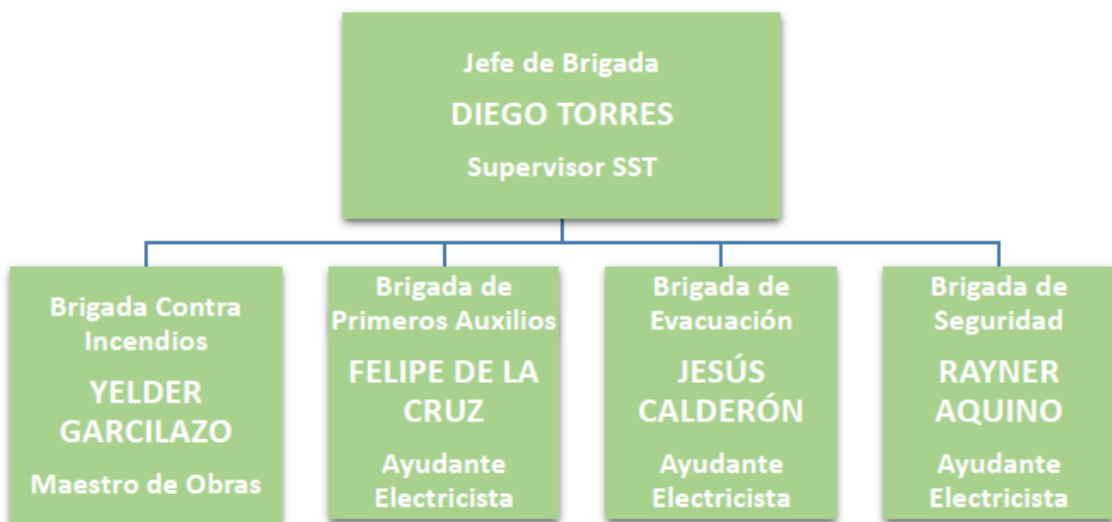 Jefe de Brigada
DIEGO TORRES
Supervisor SST
Brigada Contra
Incendios
YELDER
GARCILAZO
Maestro de Obras
Brigada de
Primeros Auxilios
FELIPE DE LA
CRUZ
Ayudante
Electricista
Brigada de
Evacuación
JESÚS
CALDERÓN
Ayudante
Electricista
Brigada de
Seguridad
RAYNER
AQUINO
Ayudante
Electricista